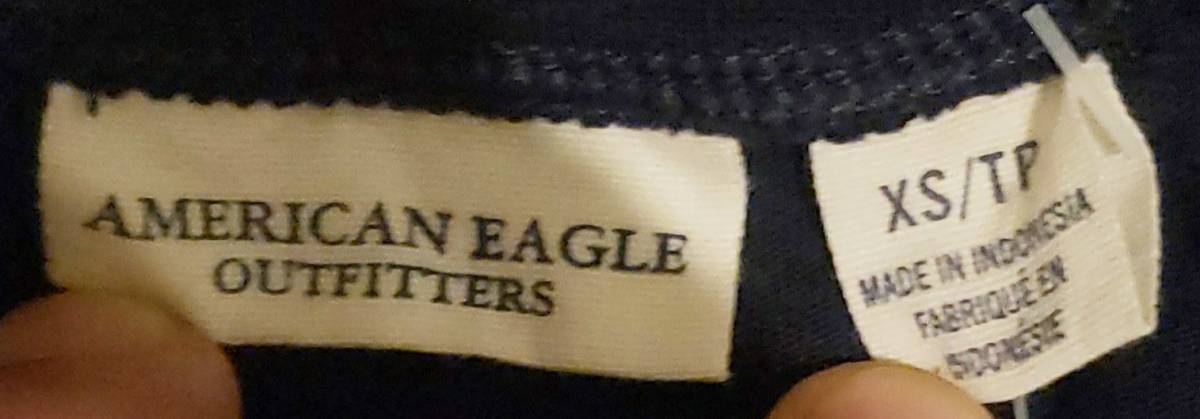 AMERICAN EAGLE
OUTFITTERS
XS/TP
MADE IN INDONESIA
FABRIQUÉ EN
INDONÉSIE